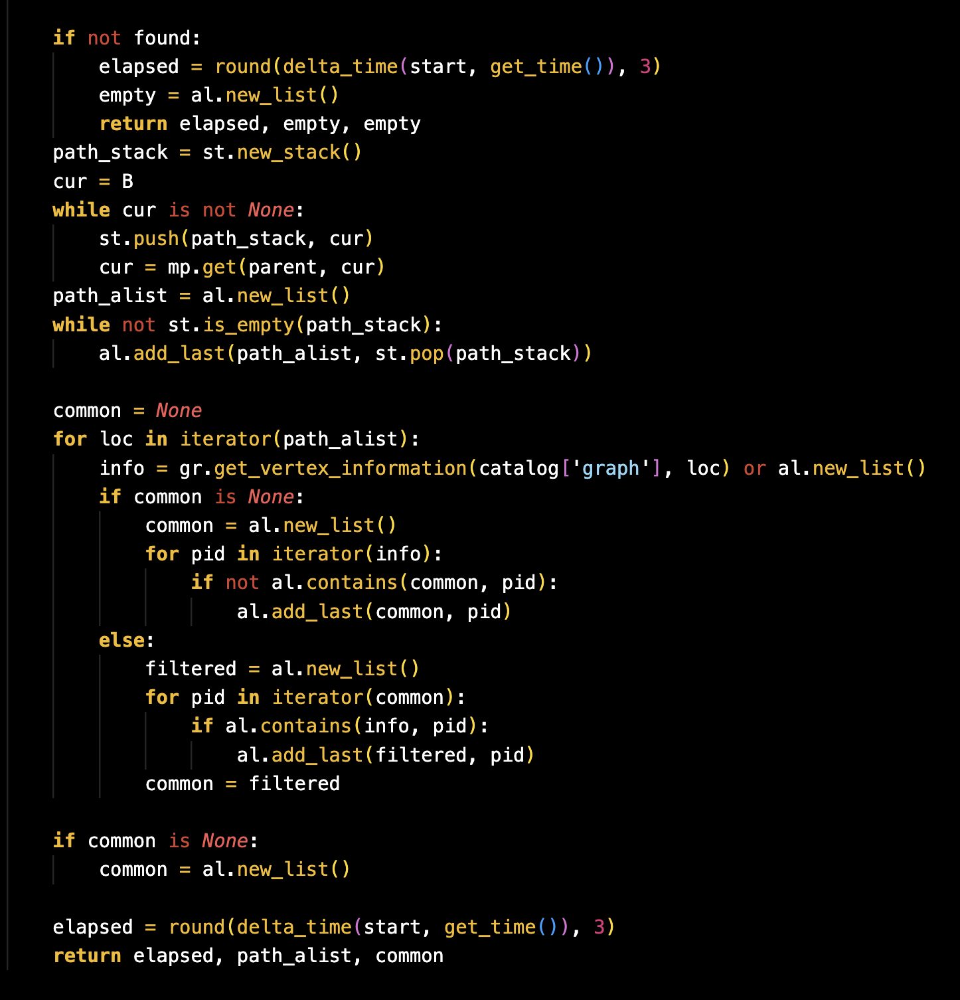 if not found:
    elapsed = round(delta_time(start, get_time()), 3)
    empty = al.new_list()
    return elapsed, empty, empty
path_stack = st.new_stack()
cur = B
while cur is not None:
    st.push(path_stack, cur)
    cur = mp.get(parent, cur)
path_alist = al.new_list()
while not st.is_empty(path_stack):
    al.add_last(path_alist, st.pop(path_stack))

common = None
for loc in iterator(path_alist):
    info = gr.get_vertex_information(catalog['graph'], loc) or al.new_list()
    if common is None:
        common = al.new_list()
        for pid in iterator(info):
            if not al.contains(common, pid):
                al.add_last(common, pid)
    else:
        filtered = al.new_list()
        for pid in iterator(common):
            if al.contains(info, pid):
                al.add_last(filtered, pid)
        common = filtered

if common is None:
    common = al.new_list()

elapsed = round(delta_time(start, get_time()), 3)
return elapsed, path_alist, common